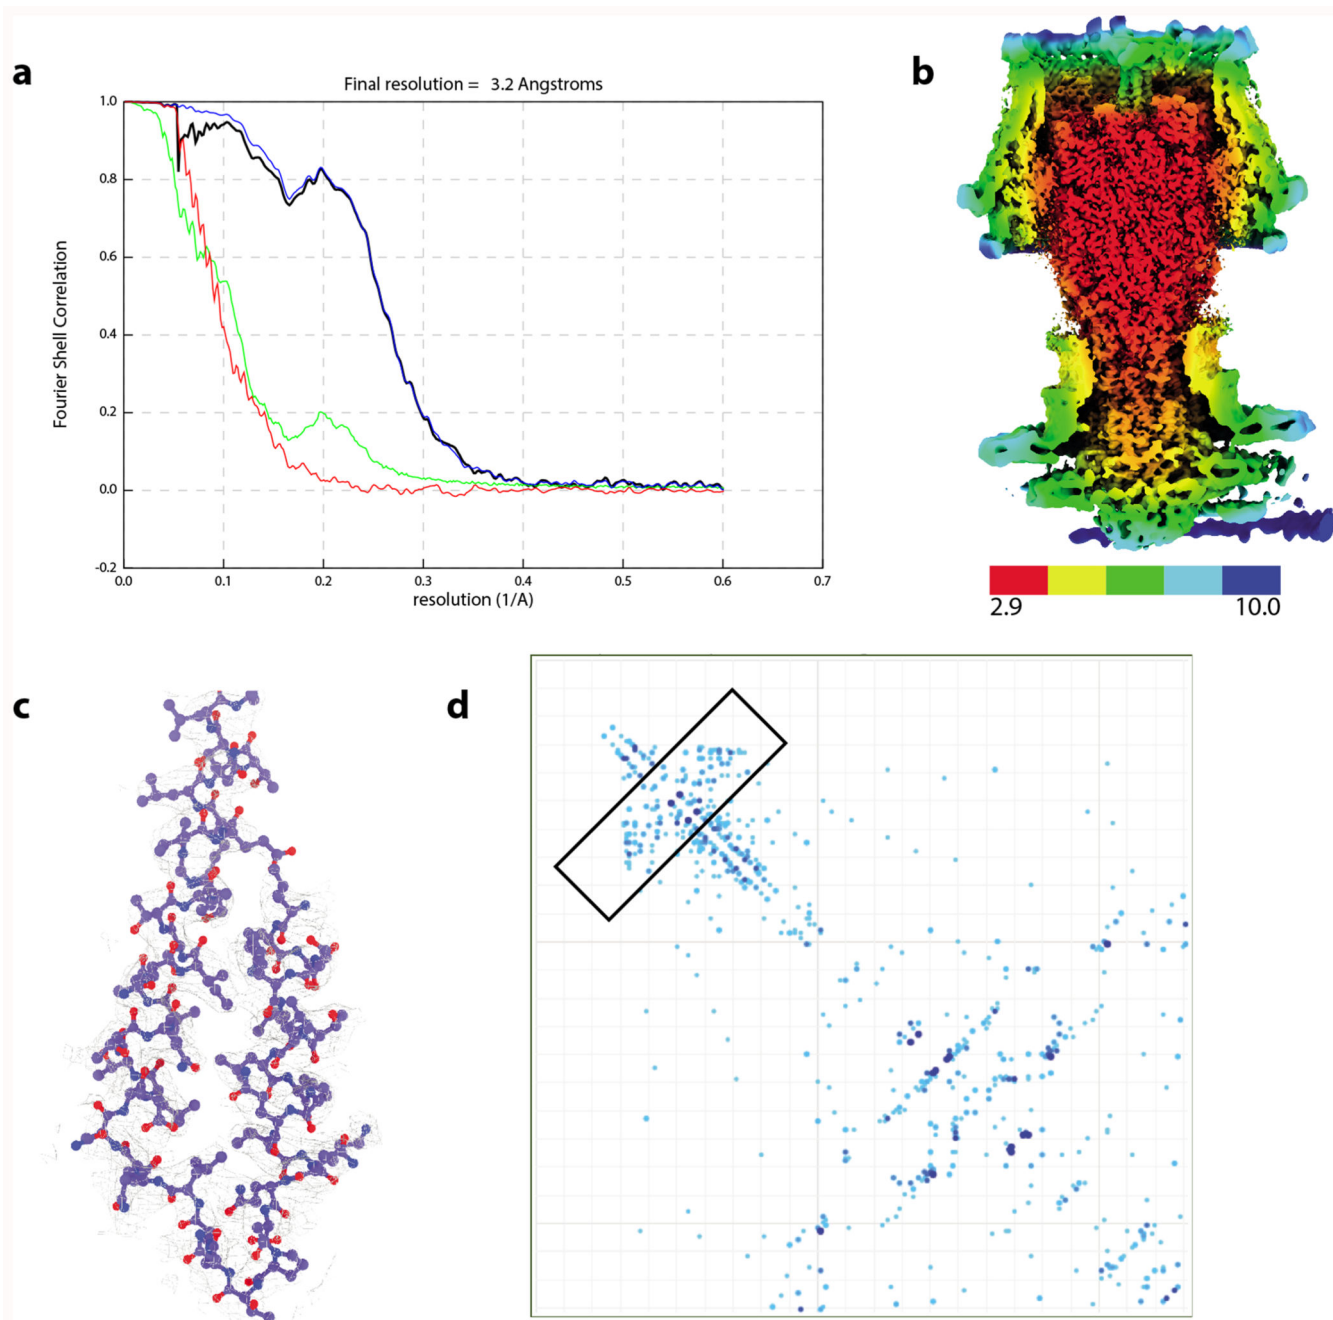 a
Final resolution = 3.2 Angstroms
Fourier Shell Correlation
1.0
0.8
0.6
0.4
0.2
0.0
-0.2
0.0 0.1 0.2 0.3 0.4 0.5 0.6 0.7
resolution (1/A)
b
2.9 10.0
c
d